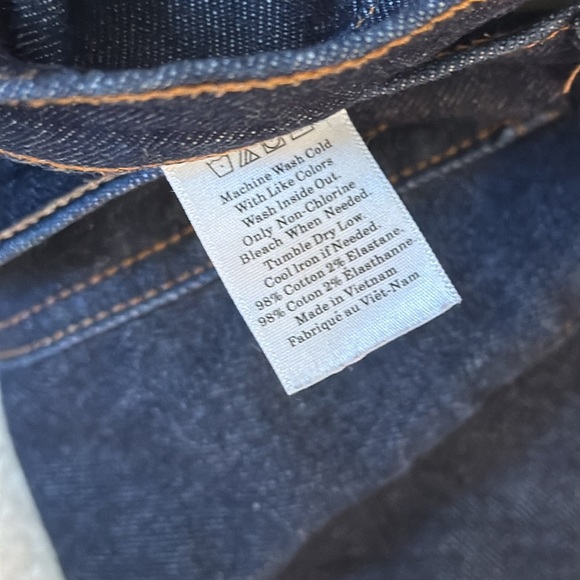 Machine Wash Cold
With Like Colors
Wash Inside Out.
Only Non-Chlorine
Bleach When Needed.
Tumble Dry Low.
Cool Iron if Needed.
98% Cotton 2% Elastane.
98% Coton 2% Élasthanne.
Made in Vietnam
Fabriqué au Viêt-Nam